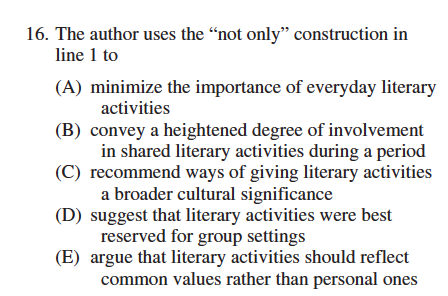 16. The author uses the “not only” construction in
line 1 to
(A) minimize the importance of everyday literary
activities
(B) convey a heightened degree of involvement
in shared literary activities during a period
(C) recommend ways of giving literary activities
a broader cultural significance
(D) suggest that literary activities were best
reserved for group settings
(E) argue that literary activities should reflect
common values rather than personal ones